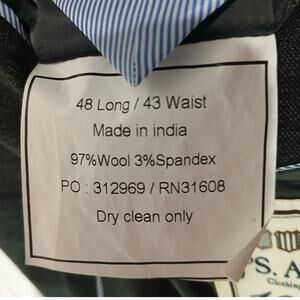 48 Long / 43 Waist
Made in india
97%Wool 3%Spandex
PO : 312969 / RN31608
Dry clean only